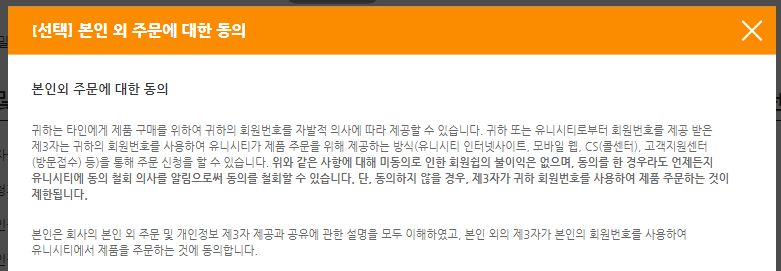 [선택] 본인 외 주문에 대한 동의
본인외 주문에 대한 동의
귀하는 타인에게 제품 구매를 위하여 귀하의 회원번호를 자발적 의사에 따라 제공할 수 있습니다. 귀하 또는 유니시티로부터 회원번호를 제공 받은
제3자는 귀하의 회원번호를 사용하여 유니시티가 제품 주문을 위해 제공하는 방식(유니시티 인터넷사이트, 모바일 웹, CS(콜센터), 고객지원센터
(방문접수) 등)을 통해 주문 신청을 할 수 있습니다. 위와 같은 사항에 대해 미동의로 인한 회원쉽의 불이익은 없으며, 동의를 한 경우라도 언제든지
유니시티에 동의 철회 의사를 알림으로써 동의를 철회할 수 있습니다. 단, 동의하지 않을 경우, 제3자가 귀하 회원번호를 사용하여 제품 주문하는 것이
제한됩니다.
본인은 회사의 본인 외 주문 및 개인정보 제3자 제공과 공유에 관한 설명을 모두 이해하였고, 본인 외의 제3자가 본인의 회원번호를 사용하여
유니시티에서 제품을 주문하는 것에 동의합니다.